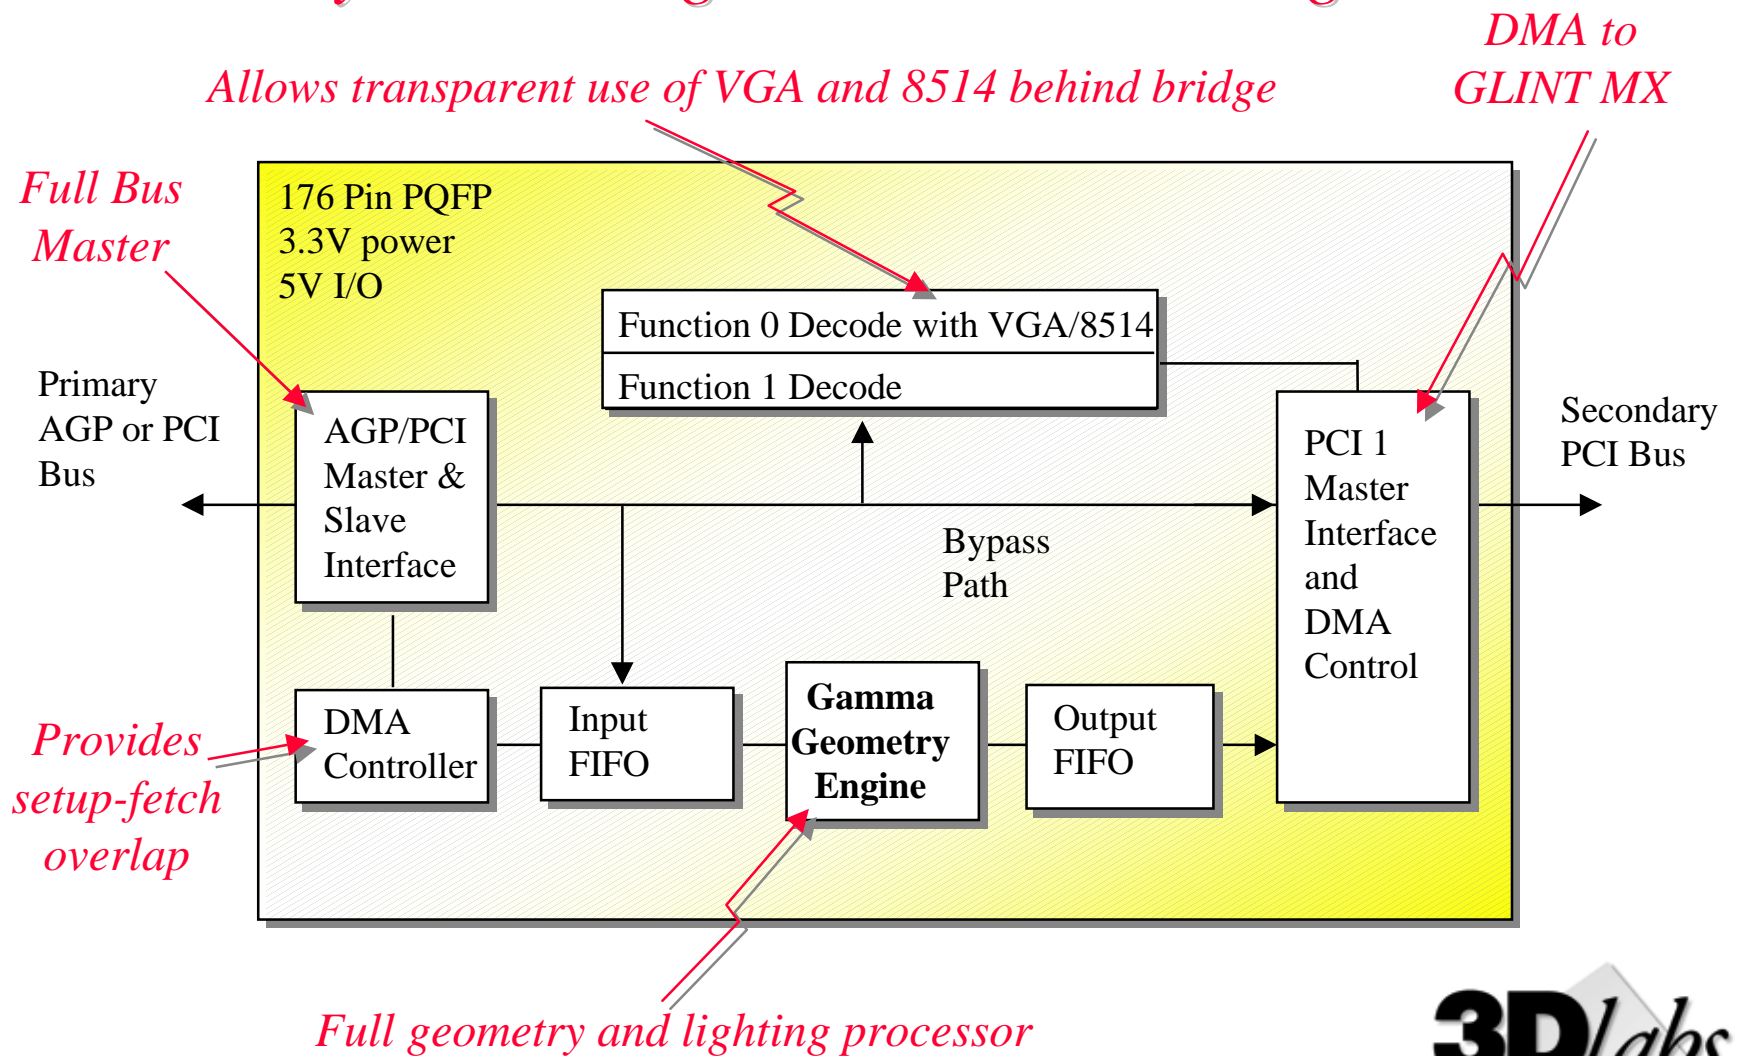 DMA to
GLINT MX
Allows transparent use of VGA and 8514 behind bridge
Full Bus
Master
176 Pin PQFP
3.3V power
5V I/O
Function 0 Decode with VGA/8514
Function 1 Decode
Primary
AGP or PCI
Bus
AGP/PCI
Master &
Slave
Interface
PCI 1
Master
Interface
and
DMA
Control
Secondary
PCI Bus
Bypass
Path
DMA
Controller
Input
FIFO
Gamma
Geometry
Engine
Output
FIFO
Provides
setup-fetch
overlap
Full geometry and lighting processor
3Dlabs